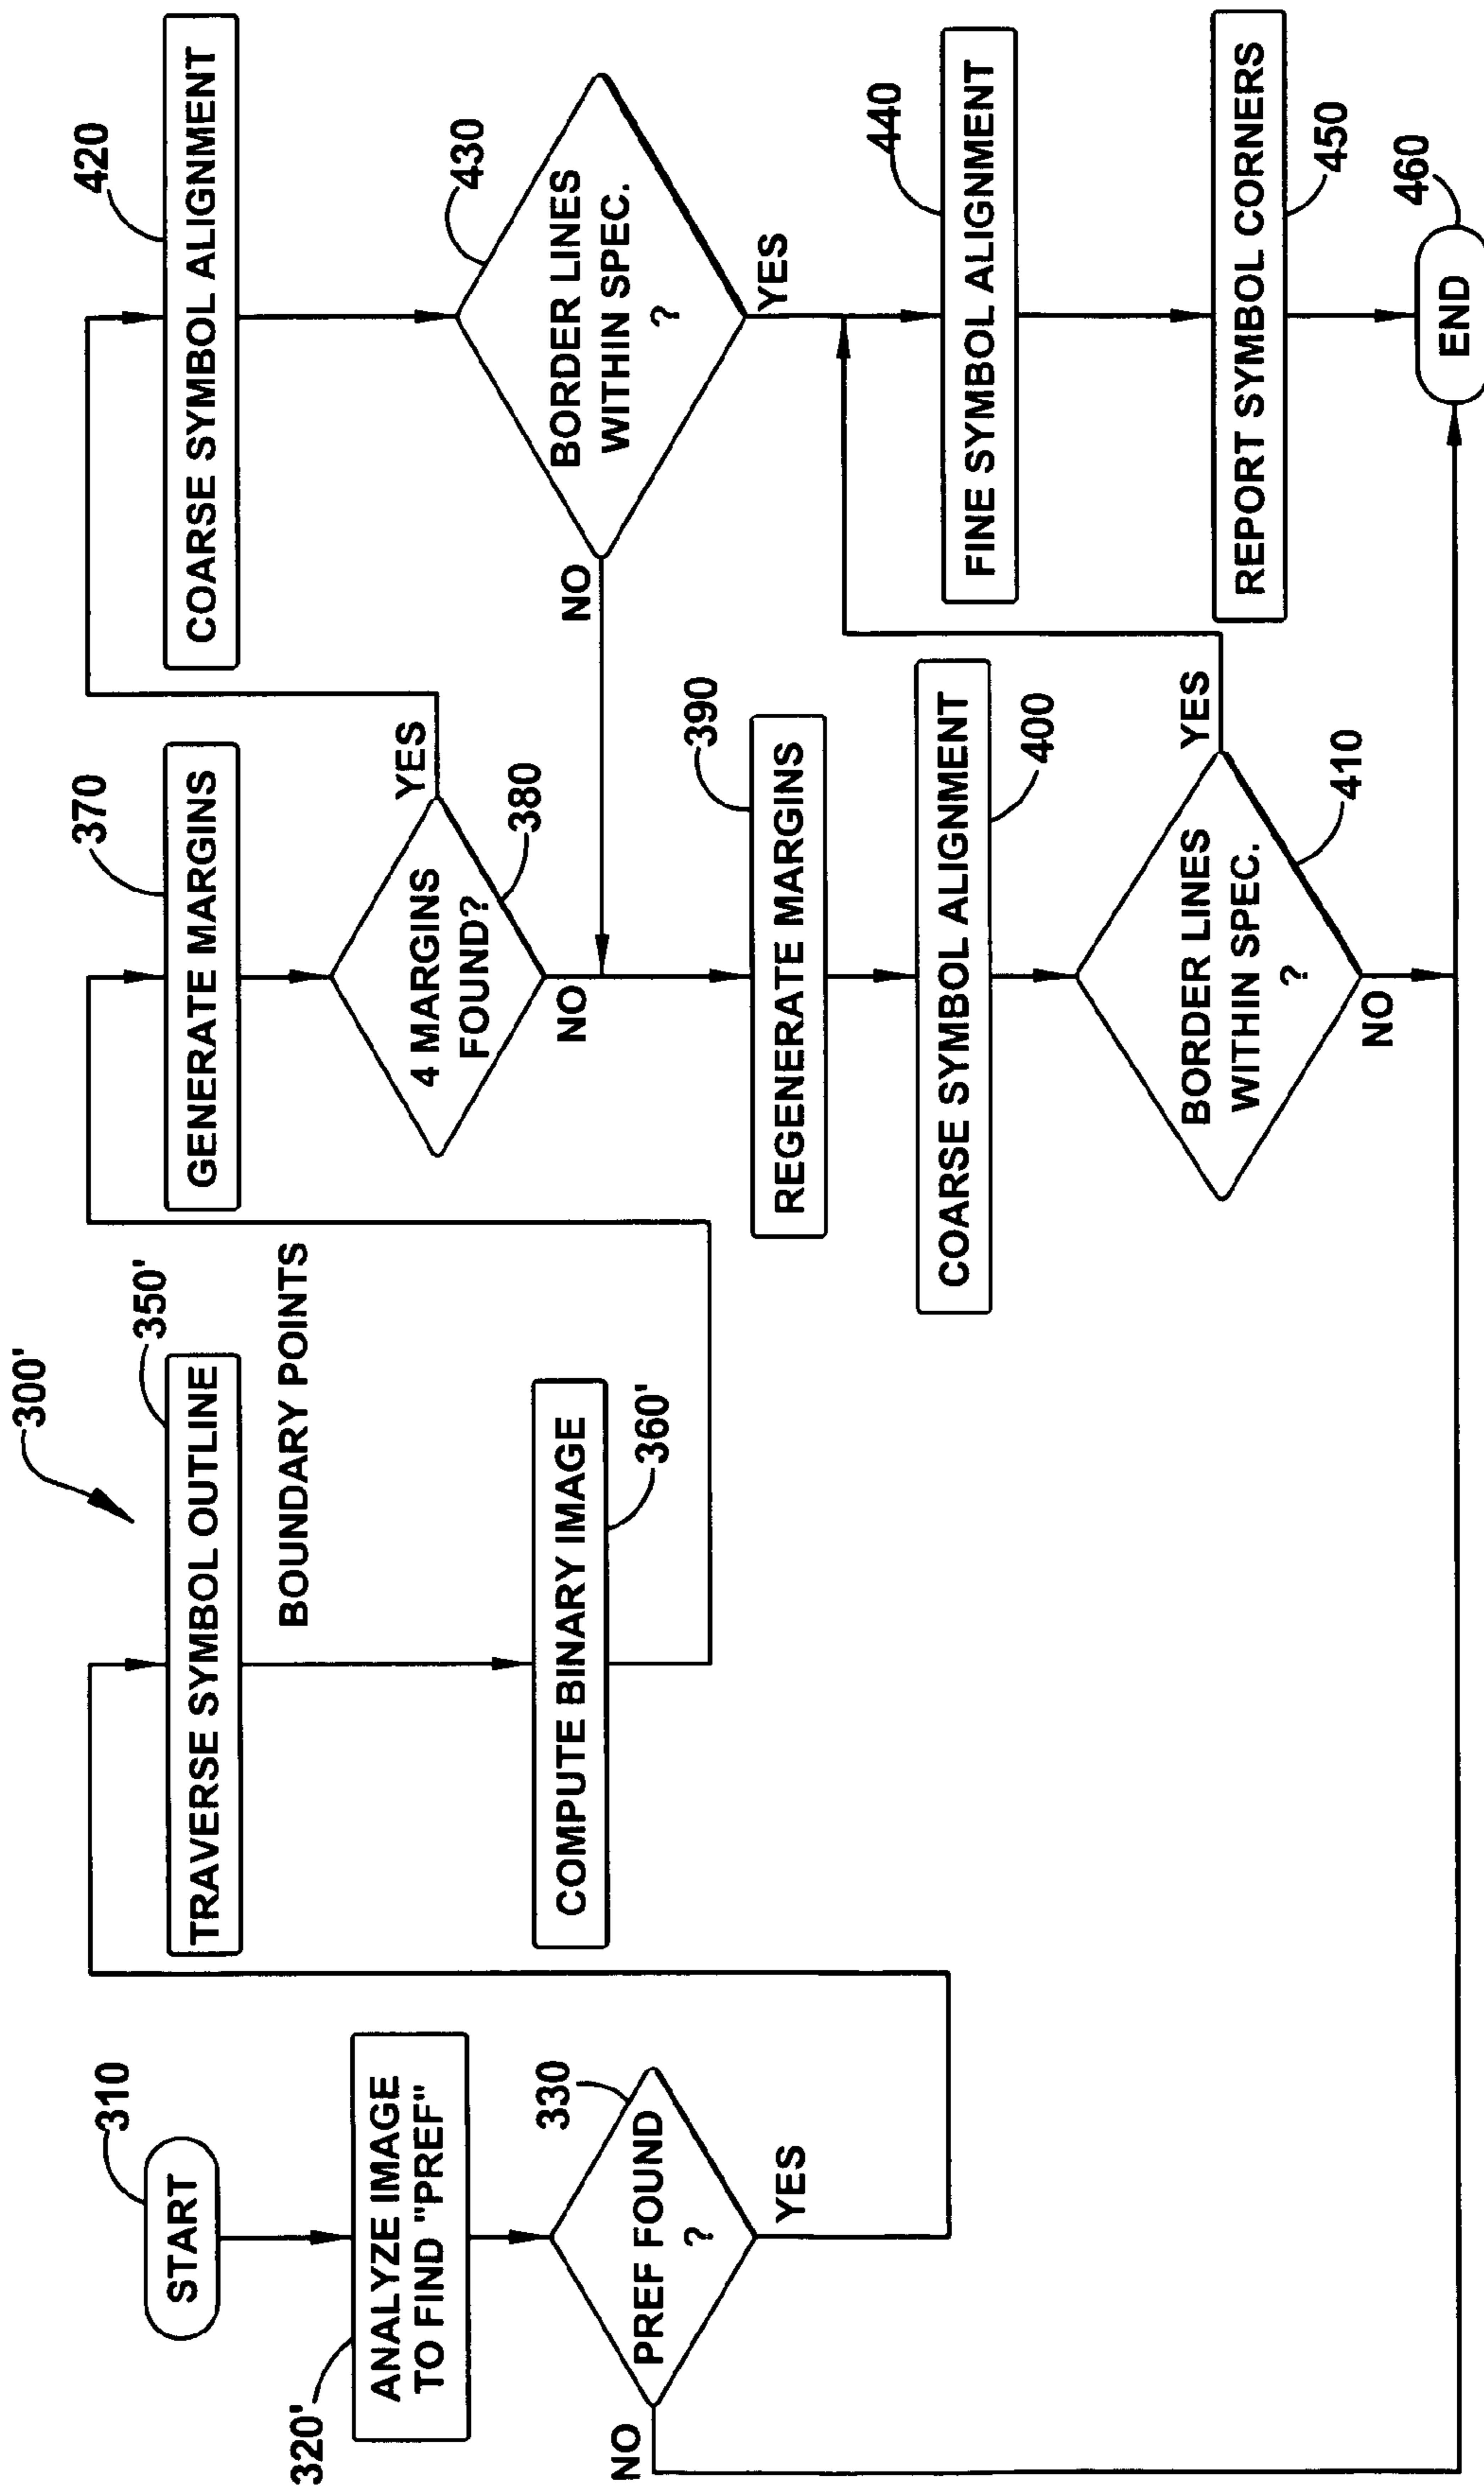 300'
310
START
320'
ANALYZE IMAGE
TO FIND "PREF"
330
PREF FOUND
?
NO
YES
350'
TRAVERSE SYMBOL OUTLINE
BOUNDARY POINTS
COMPUTE BINARY IMAGE
360'
370
GENERATE MARGINS
4 MARGINS
FOUND?
380
YES
NO
390
REGENERATE MARGINS
COARSE SYMBOL ALIGNMENT
400
BORDER LINES
WITHIN SPEC.
?
410
YES
NO
420
COARSE SYMBOL ALIGNMENT
430
BORDER LINES
WITHIN SPEC.
?
NO
YES
440
FINE SYMBOL ALIGNMENT
REPORT SYMBOL CORNERS
450
460
END